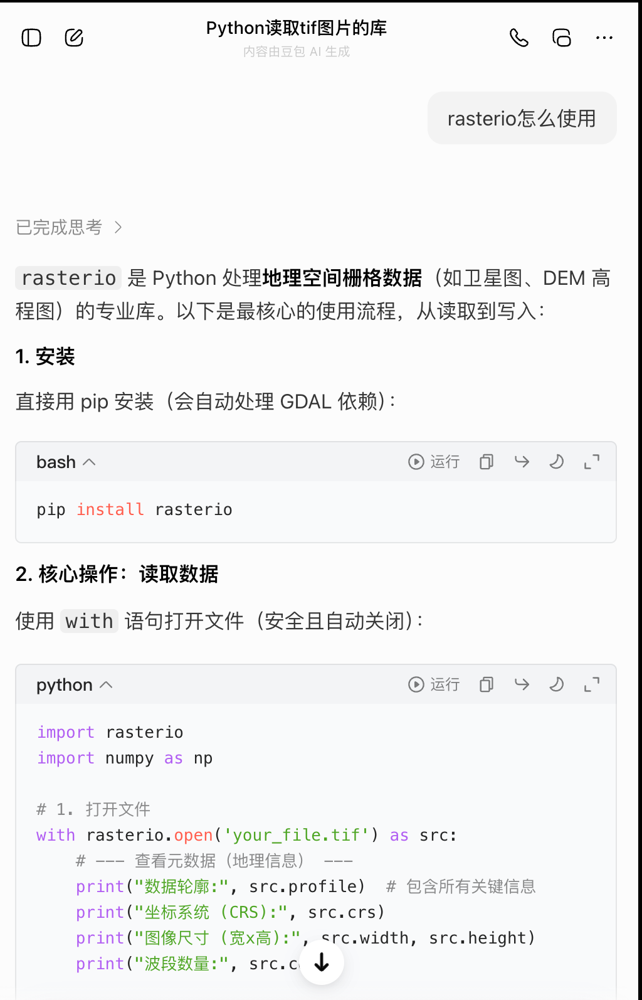 Python读取tif图片的库
内容由豆包 AI 生成
rasterio怎么使用
已完成思考
rasterio 是 Python 处理地理空间栅格数据（如卫星图、DEM 高
程图）的专业库。以下是最核心的使用流程，从读取到写入：
1. 安装
直接用 pip 安装（会自动处理 GDAL 依赖）：
bash 运行
pip install rasterio
2. 核心操作：读取数据
使用 with 语句打开文件（安全且自动关闭）：
python 运行
import rasterio
import numpy as np
# 1. 打开文件
with rasterio.open('your_file.tif') as src:
# --- 查看元数据（地理信息） ---
print("数据轮廓:", src.profile) # 包含所有关键信息
print("坐标系统 (CRS):", src.crs)
print("图像尺寸 (宽x高):", src.width, src.height)
print("波段数量:",